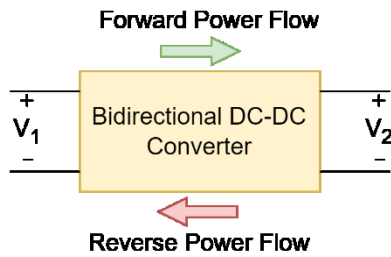 Forward Power Flow
+
V₁
−
Bidirectional DC-DC
Converter
+
V₂
−
Reverse Power Flow